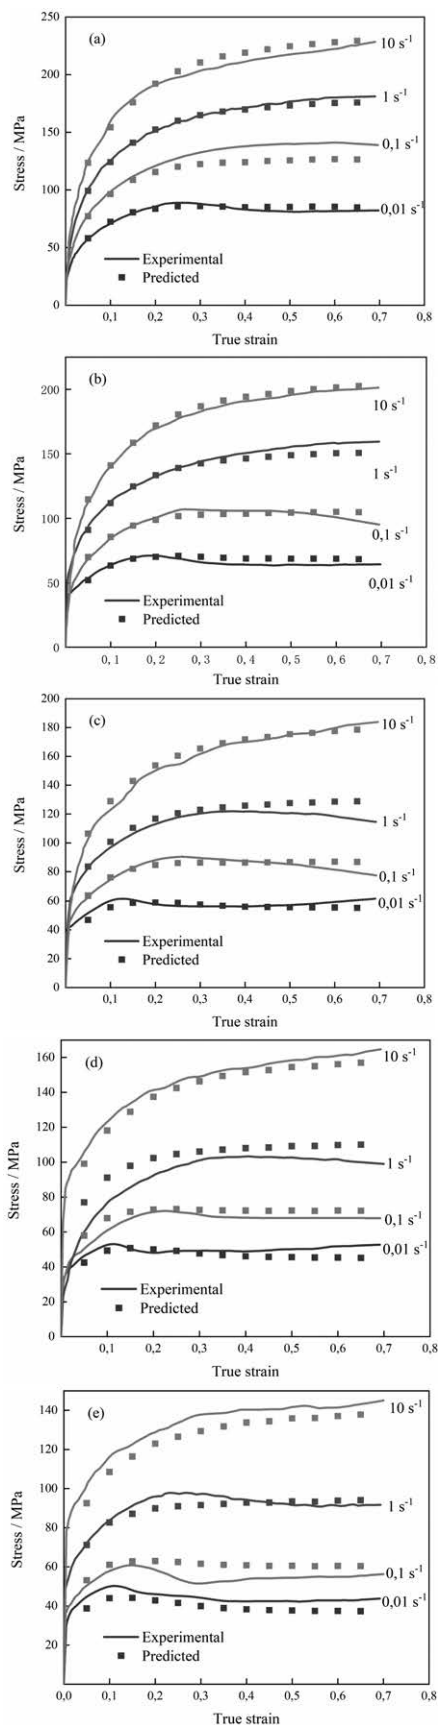 250
(a)
10 s⁻¹
200
1 s⁻¹
150
0,1 s⁻¹
100
0,01 s⁻¹
50
Experimental
Predicted
0
0,1 0,2 0,3 0,4 0,5 0,6 0,7 0,8
Stress / MPa
True strain
(b)
200
10 s⁻¹
150
1 s⁻¹
100
0,1 s⁻¹
50
0,01 s⁻¹
Experimental
Predicted
0
0,1 0,2 0,3 0,4 0,5 0,6 0,7 0,8
Stress / MPa
True strain
200
(c)
180
10 s⁻¹
160
140
120
1 s⁻¹
100
80
0,1 s⁻¹
60
0,01 s⁻¹
40
Experimental
20
Predicted
0
0,1 0,2 0,3 0,4 0,5 0,6 0,7 0,8
Stress / MPa
True strain
(d)
10 s⁻¹
160
140
120
100
1 s⁻¹
80
0,1 s⁻¹
60
0,01 s⁻¹
40
Experimental
20
Predicted
0
0,1 0,2 0,3 0,4 0,5 0,6 0,7 0,8
Stress / MPa
True strain
(e)
10 s⁻¹
140
120
100
1 s⁻¹
80
60
0,1 s⁻¹
0,01 s⁻¹
40
20
Experimental
Predicted
0,0 0,1 0,2 0,3 0,4 0,5 0,6 0,7 0,8
Stress / MPa
True strain